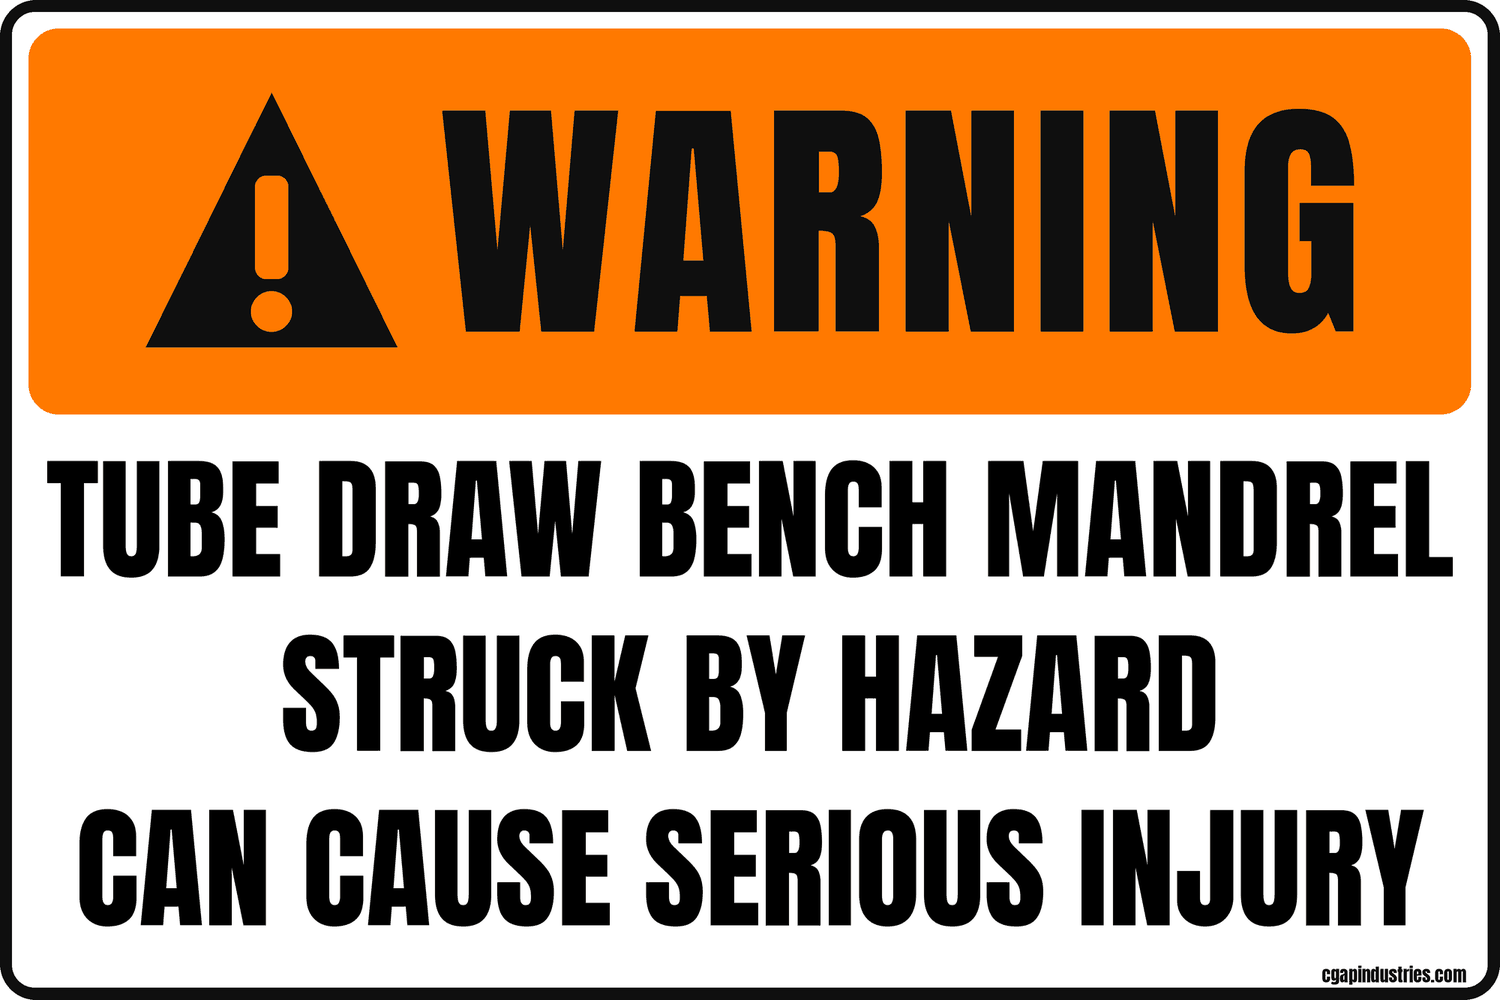 WARNING
TUBE DRAW BENCH MANDREL
STRUCK BY HAZARD
CAN CAUSE SERIOUS INJURY
cgapindustries.com